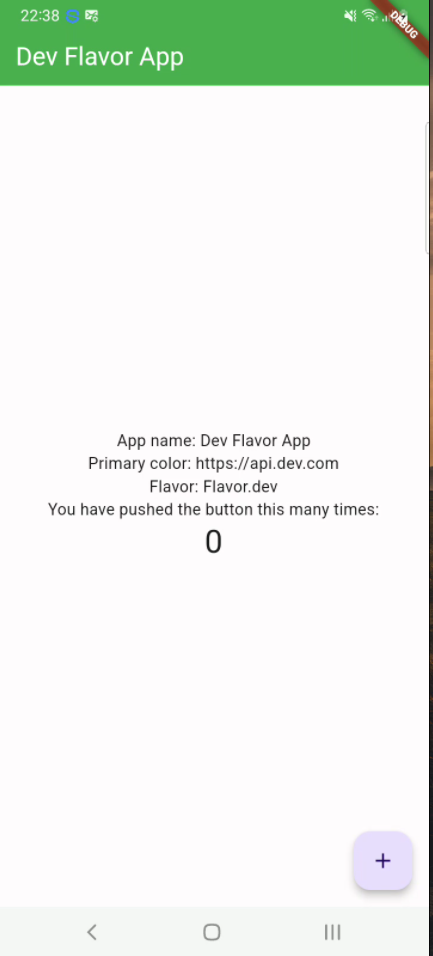 22:38
DEBUG
Dev Flavor App
App name: Dev Flavor App
Primary color: https://api.dev.com
Flavor: Flavor.dev
You have pushed the button this many times:
0
+